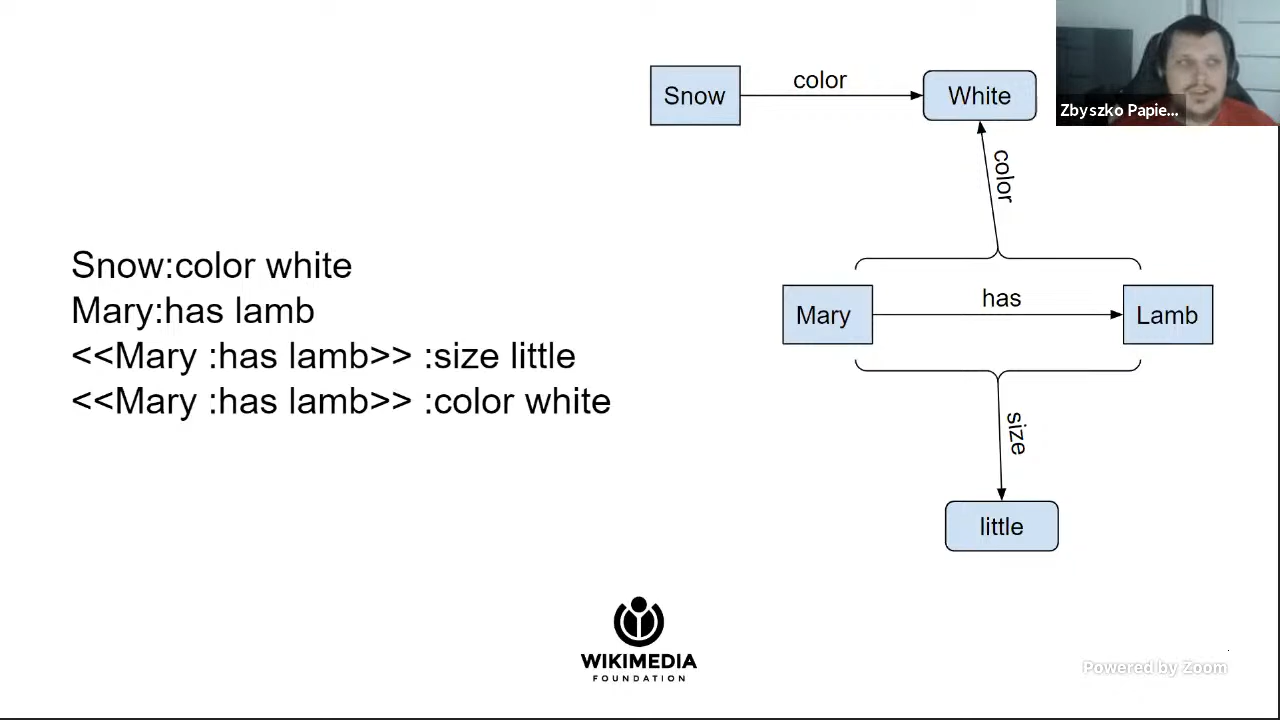 Snow
color
White
Zbyszko Papie...
color
Snow:color white
Mary:has lamb
<<Mary :has lamb>> :size little
<<Mary :has lamb>> :color white
Mary
has
Lamb
size
little
WIKIMEDIA
FOUNDATION
Powered by Zoom